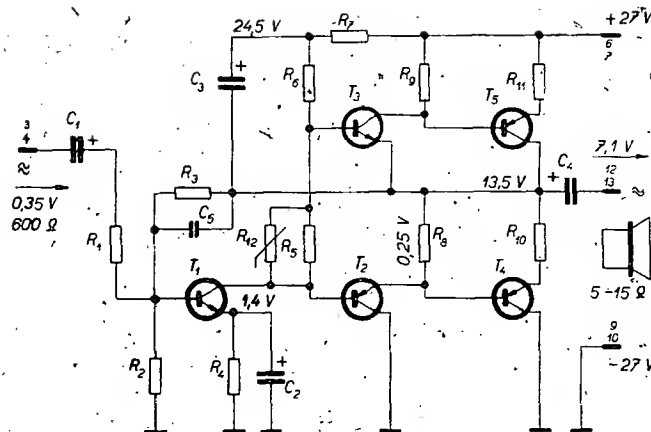 24,5 V
R7
+27V
6
7
C3
+
R6
R9
R11
T3
T5
3
4
C1
+
≈
0,35 V
600 Ω
R3
C5
7,1 V
12
13
≈
C4
+
13,5 V
R1
R12
R5
0,25 V
R8
R10
T1
T2
T4
5-15 Ω
1,4 V
+
R2
R4
C2
9
10
-27 V